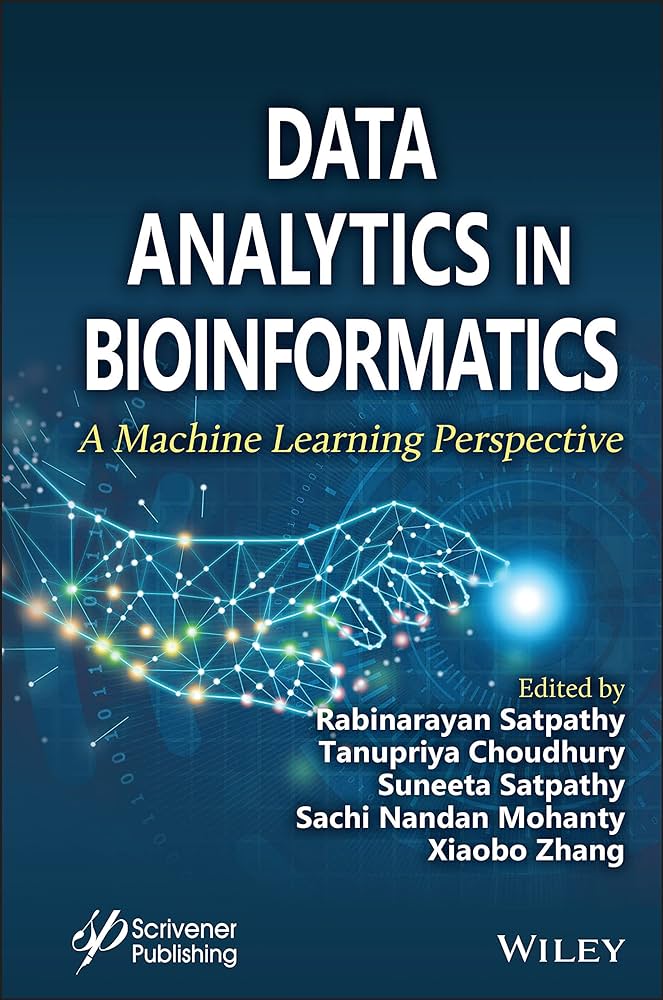 DATA
ANALYTICS IN
BIOINFORMATICS
A Machine Learning Perspective
Edited by
Rabinarayan Satpathy
Tanupriya Choudhury
Suneeta Satpathy
Sachi Nandan Mohanty
Xiaobo Zhang
sp Scrivener
Publishing
WILEY